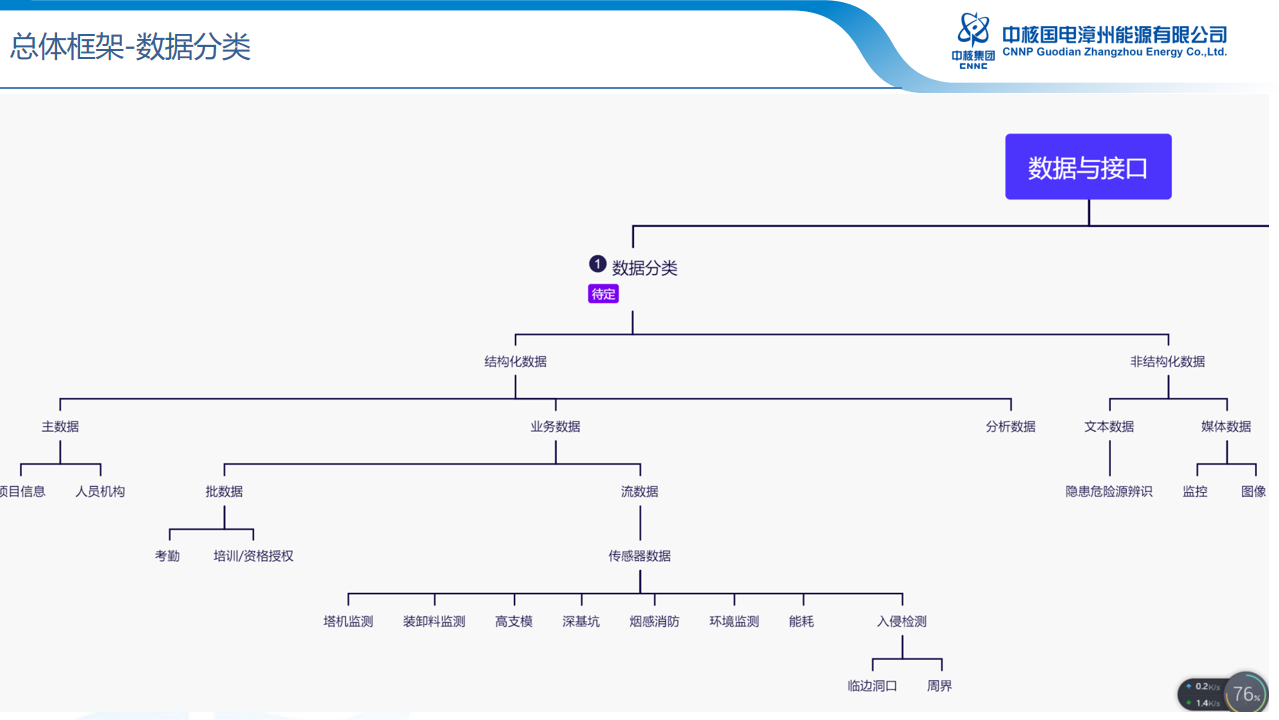 总体框架-数据分类
中核集团
CNNC
中核国电漳州能源有限公司
CNNP Guodian Zhangzhou Energy Co.,Ltd.
数据与接口
1 数据分类
待定
结构化数据 非结构化数据
主数据 业务数据 分析数据 文本数据 媒体数据
项目信息 人员机构 批数据 流数据 隐患危险源辨识 监控 图像
考勤 培训/资格授权 传感器数据
塔机监测 装卸料监测 高支模 深基坑 烟感消防 环境监测 能耗 入侵检测
临边洞口 周界
0.2K/s
1.4K/s
76%